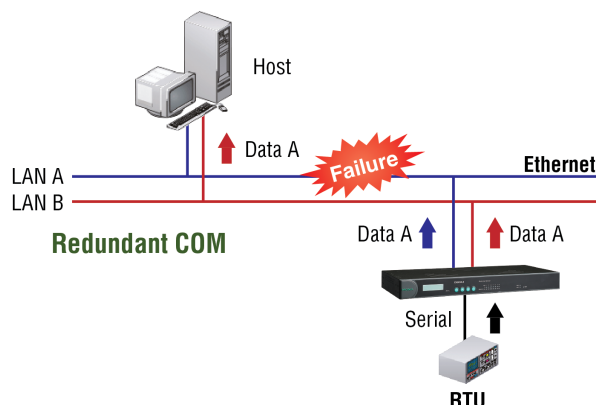 Host
Data A
Failure
Ethernet
LAN A
LAN B
Redundant COM
Data A
Data A
Serial
RTU